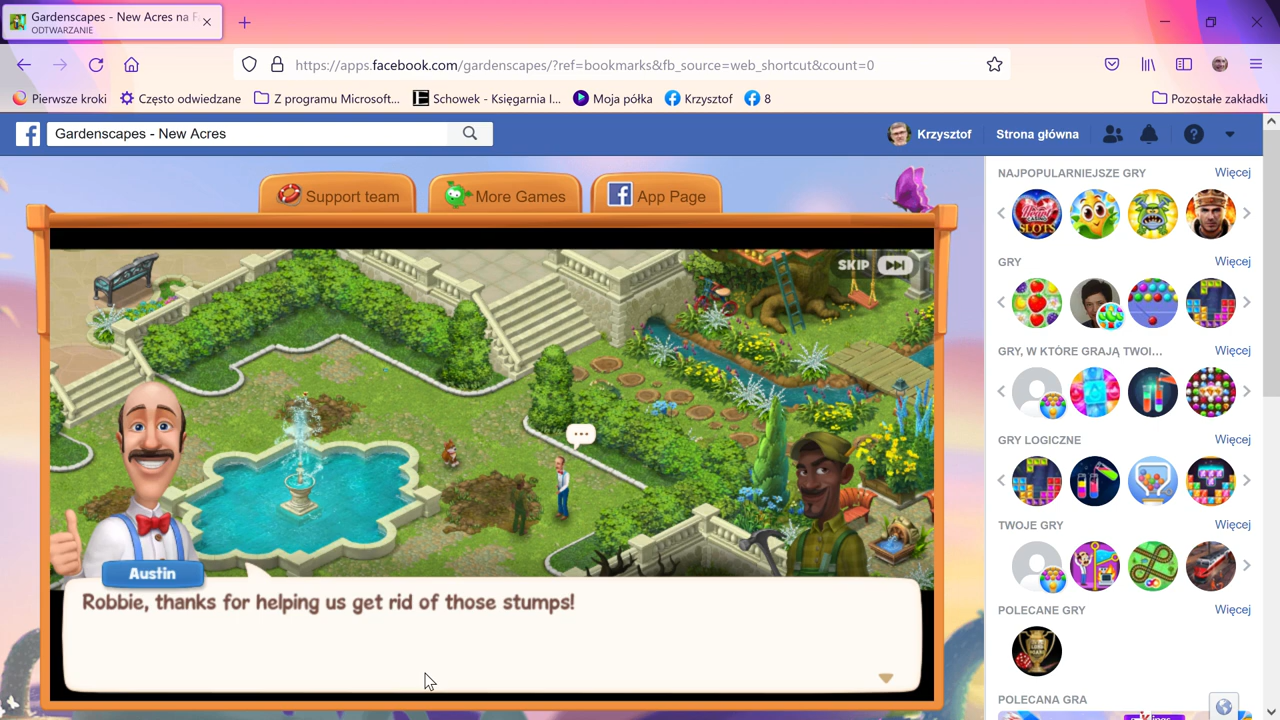 Gardenscapes - New Acres na F
ODTWARZANIE
https://apps.facebook.com/gardenscapes/?ref=bookmarks&fb_source=web_shortcut&count=0
Pierwsze kroki
Często odwiedzane
Z programu Microsoft...
Schowek - Księgarnia I...
Moja półka
Krzysztof
8
Pozostałe zakładki
Gardenscapes - New Acres
Krzysztof
Strona główna
Support team
More Games
App Page
SKIP
Austin
Robbie, thanks for helping us get rid of those stumps!
NAJPOPULARNIEJSZE GRY
Więcej
SLOTS
GRY
Więcej
GRY, W KTÓRE GRAJĄ TWOI...
Więcej
GRY LOGICZNE
Więcej
TWOJE GRY
Więcej
POLECANE GRY
Więcej
POLECANA GRA